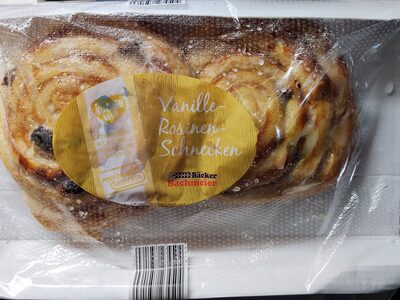 Vanille-
Rosinen-
Schnecken
Bäcker
Bachmeier